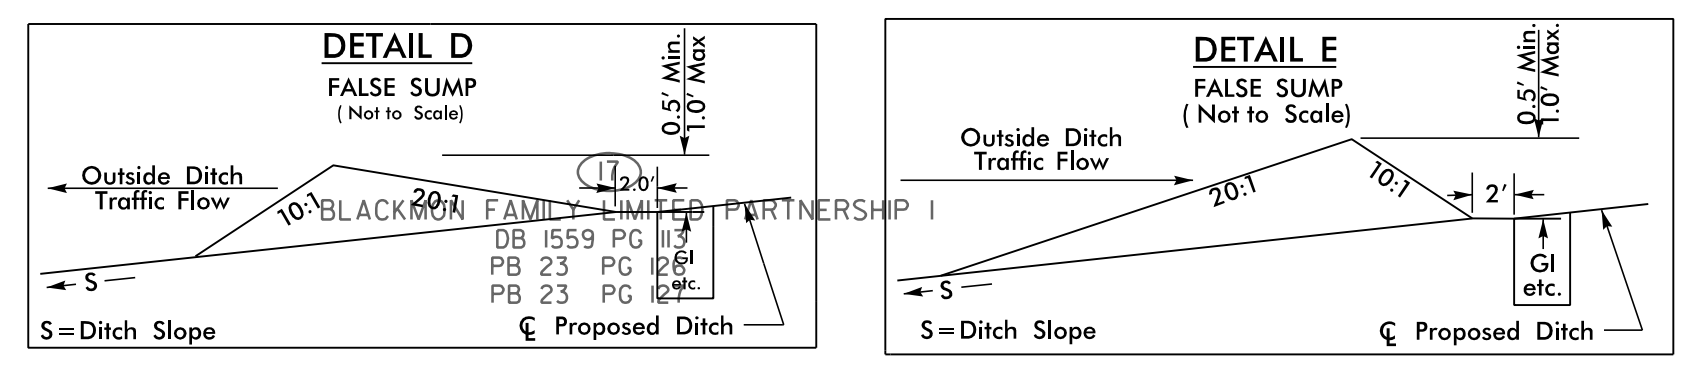 DETAIL D
FALSE SUMP
( Not to Scale)
0.5' Min.
1.0' Max
Outside Ditch
Traffic Flow
10:1
20:1
17
2.0'
BLACKMON FAMILY LIMITED PARTNERSHIP I
DB 1559 PG 113
PB 23 PG 126
PB 23 PG 127
GI
etc.
S
S=Ditch Slope
℄ Proposed Ditch
DETAIL E
FALSE SUMP
( Not to Scale)
0.5' Min.
1.0' Max.
Outside Ditch
Traffic Flow
20:1
10:1
2'
GI
etc.
S
S=Ditch Slope
℄ Proposed Ditch